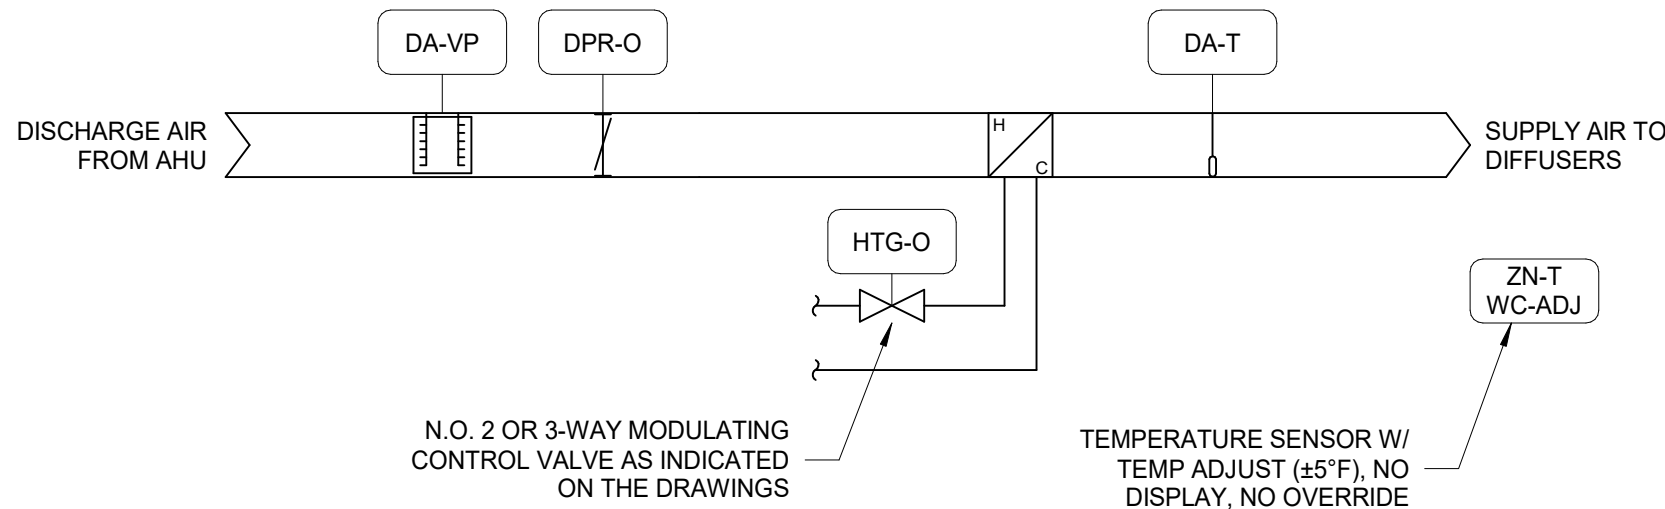 DA-VP
DPR-O
DA-T
DISCHARGE AIR
FROM AHU
H
C
SUPPLY AIR TO
DIFFUSERS
HTG-O
ZN-T
WC-ADJ
N.O. 2 OR 3-WAY MODULATING
CONTROL VALVE AS INDICATED
ON THE DRAWINGS
TEMPERATURE SENSOR W/
TEMP ADJUST (±5°F), NO
DISPLAY, NO OVERRIDE